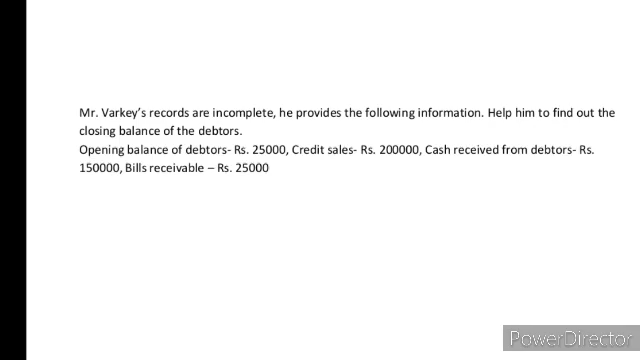 Mr. Varkey's records are incomplete, he provides the following information. Help him to find out the
closing balance of the debtors.
Opening balance of debtors- Rs. 25000, Credit sales- Rs. 200000, Cash received from debtors- Rs.
150000, Bills receivable – Rs. 25000
PowerDirector